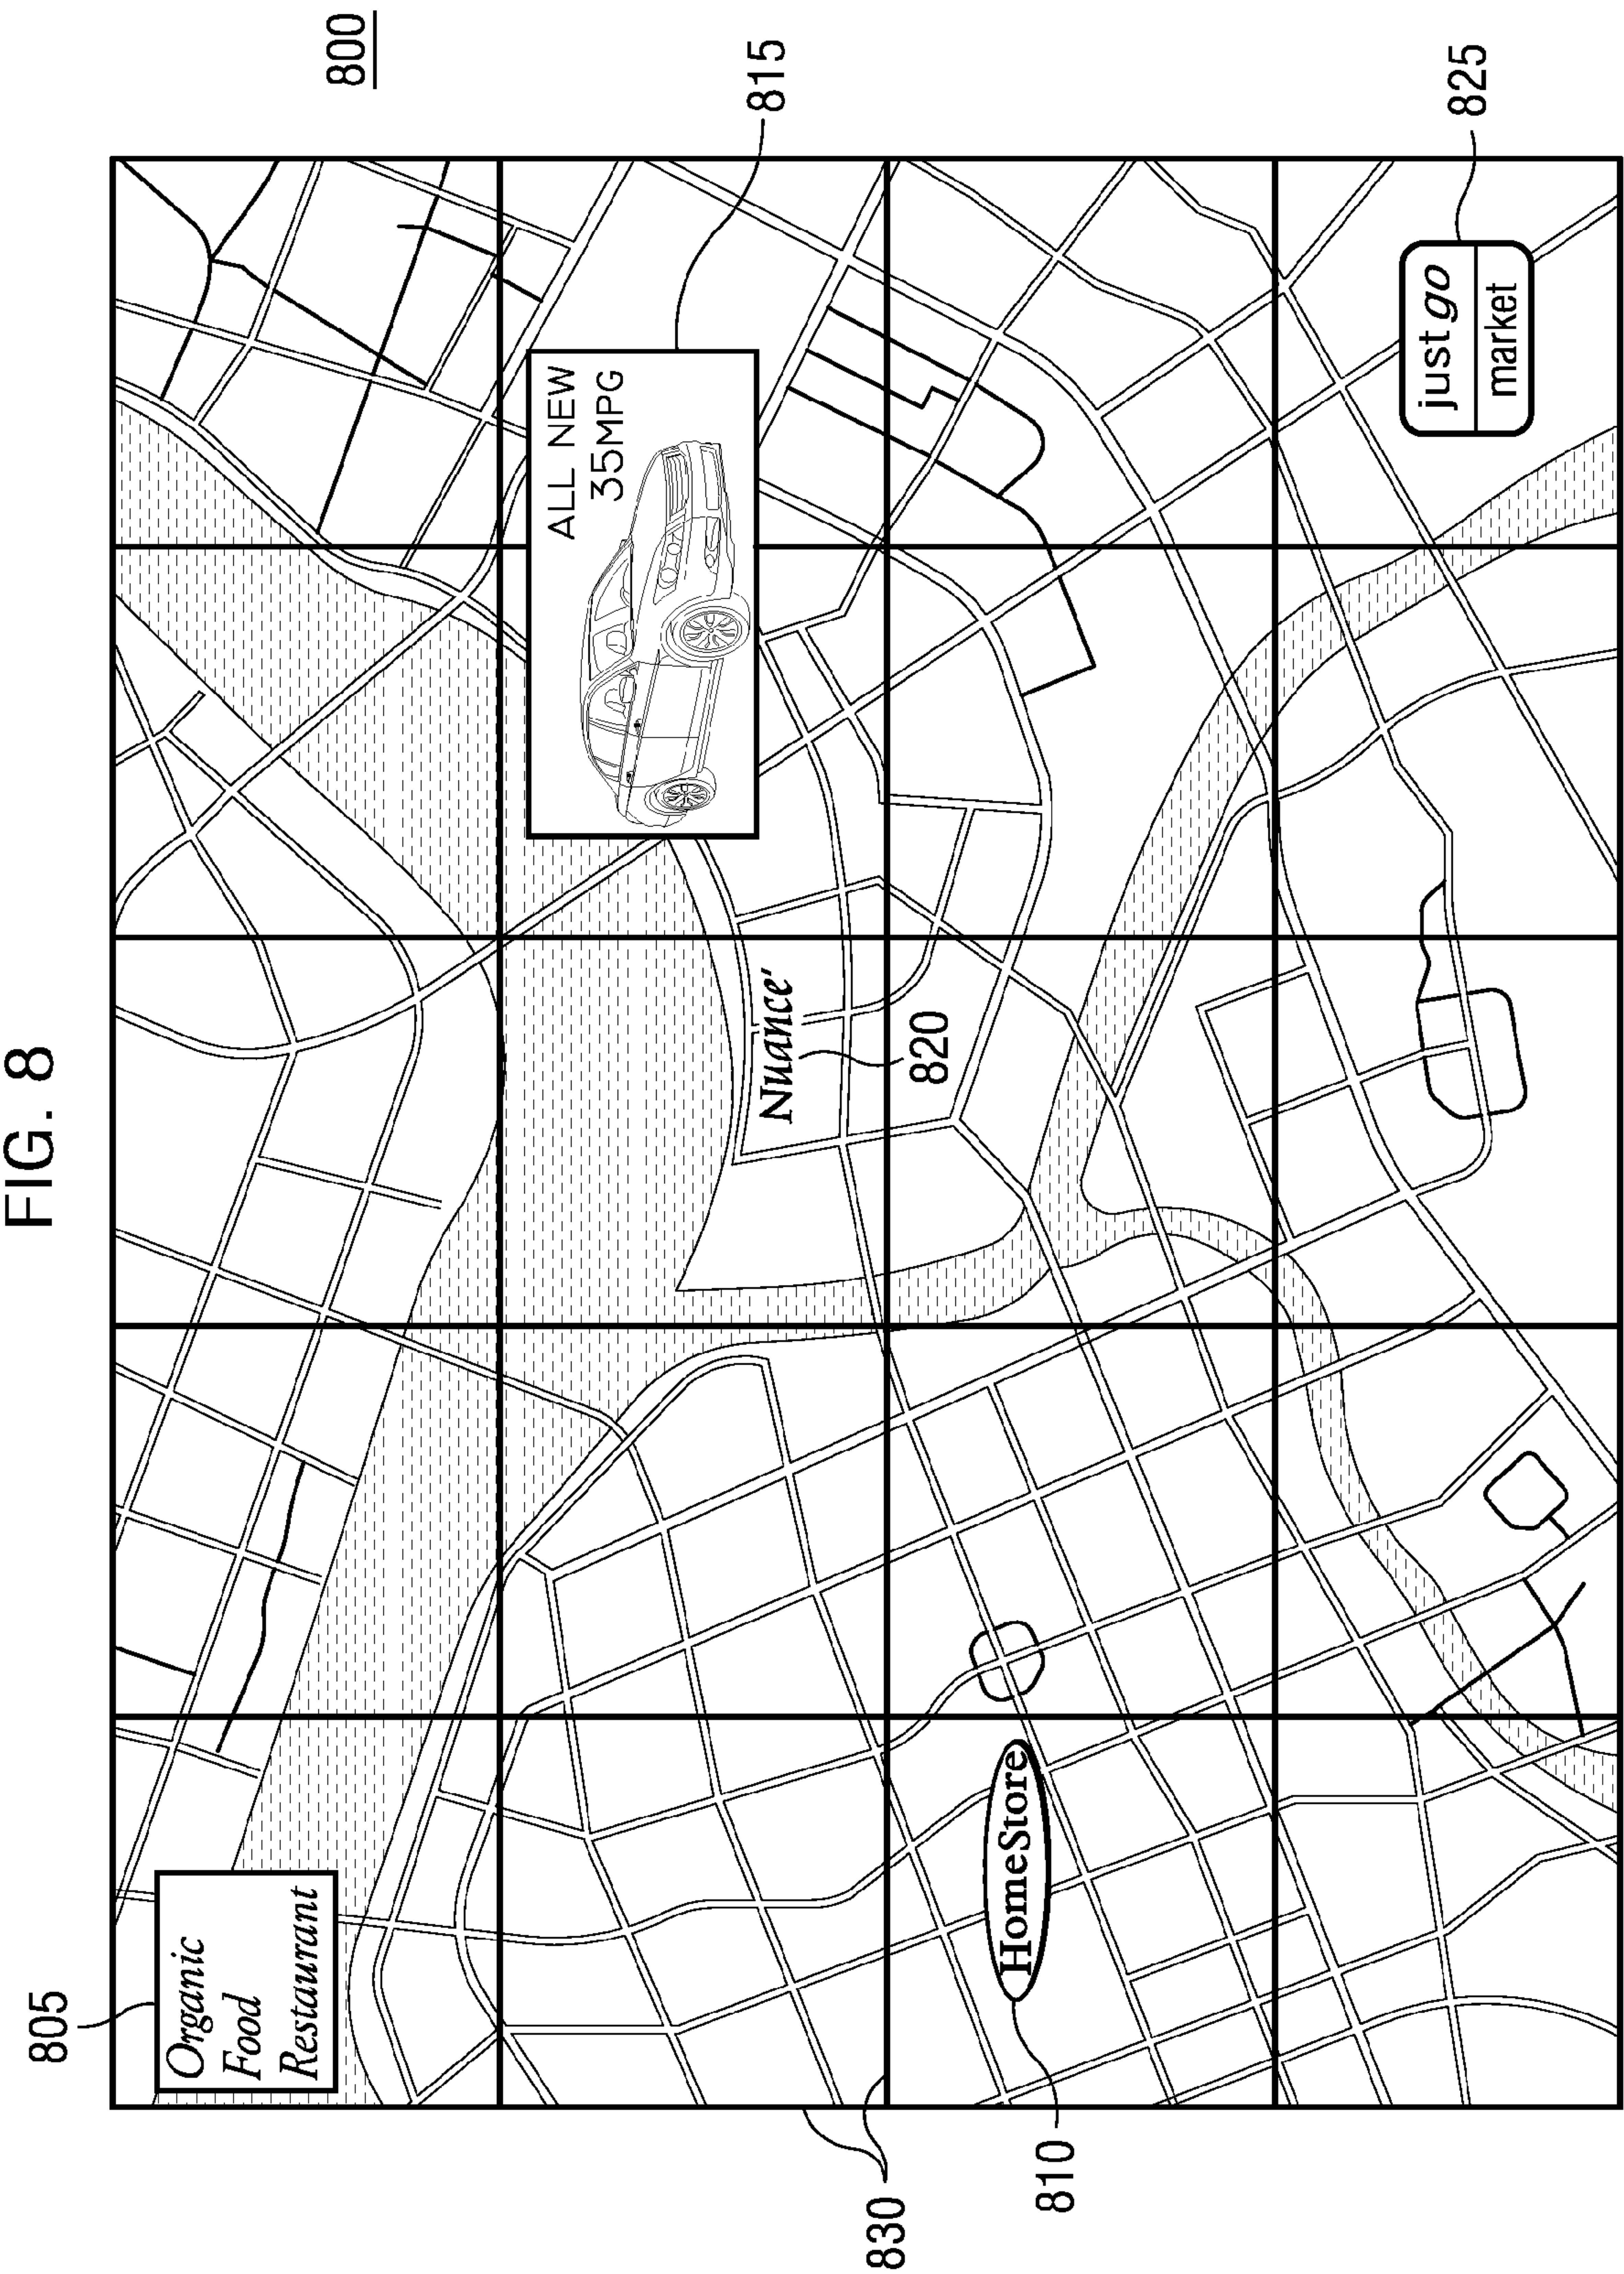 FIG. 8
800
805
Organic
Food
Restaurant
ALL NEW
35MPG
815
Nuance'
820
830
HomeStore
810
just go
market
825